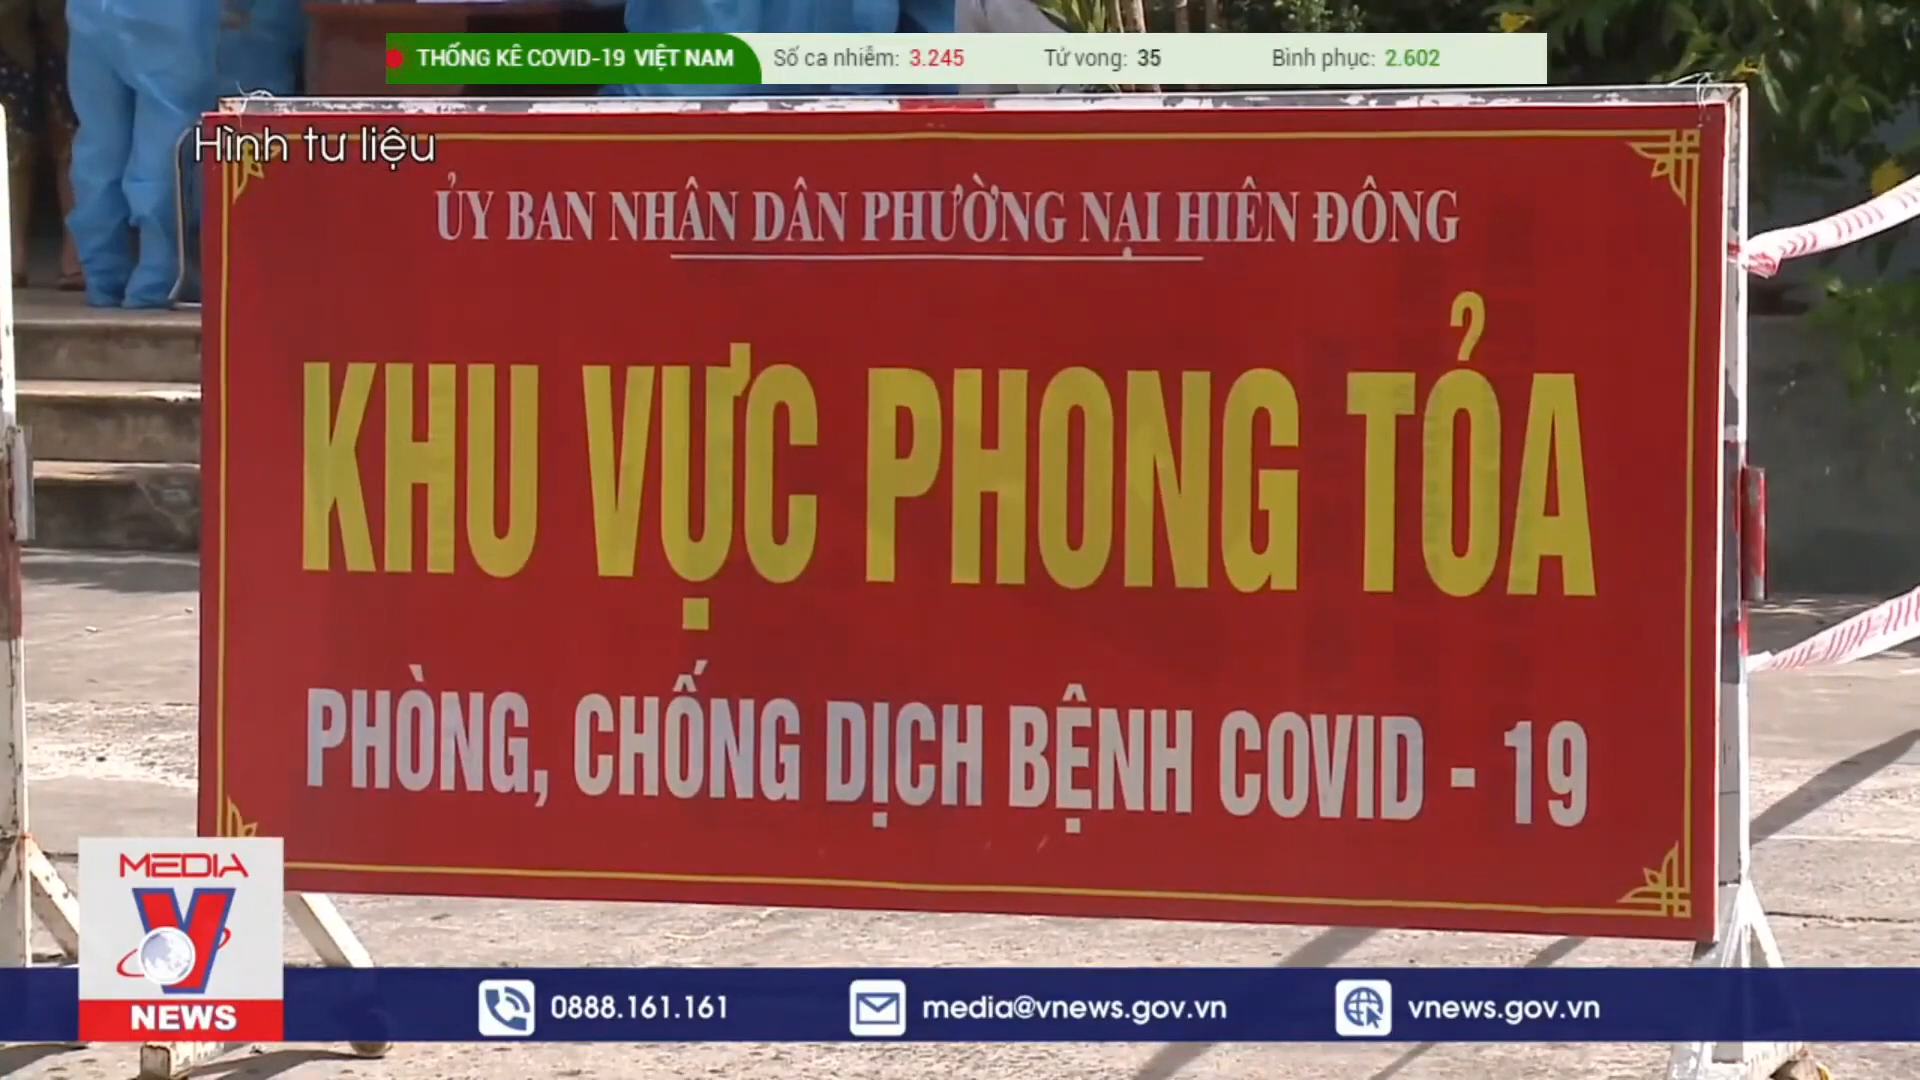 THỐNG KÊ COVID-19 VIỆT NAM Số ca nhiễm: 3.245 Tử vong: 35 Bình phục: 2.602
Hình tư liệu
ỦY BAN NHÂN DÂN PHƯỜNG NẠI HIÊN ĐÔNG
KHU VỰC PHONG TỎA
PHÒNG, CHỐNG DỊCH BỆNH COVID - 19
MEDIA
V
NEWS
0888.161.161 media@vnews.gov.vn vnews.gov.vn